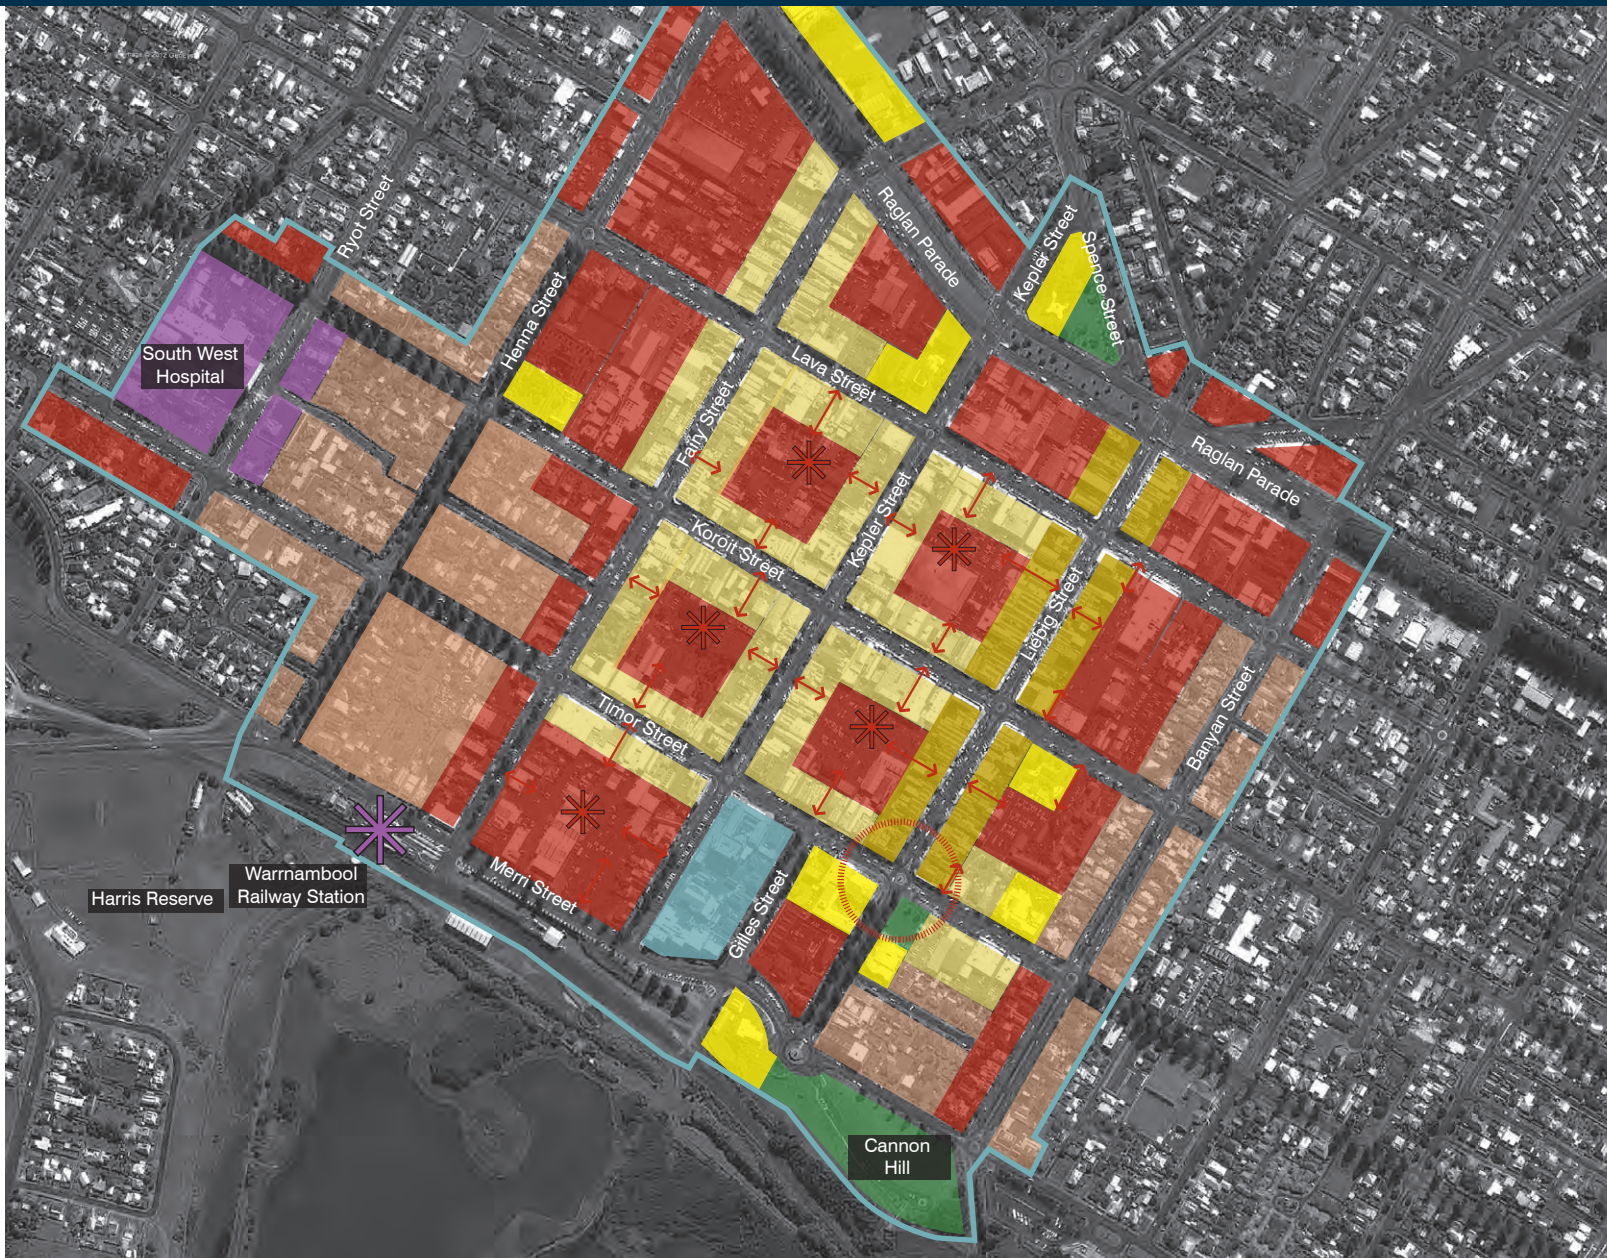 Ryot Street
Raglan Parade
Kepler Street
Spence Street
Henna Street
South West
Hospital
Lava Street
Fairy Street
Raglan Parade
Kepler Street
Koroit Street
Liebig Street
Banyan Street
Timor Street
Merri Street
Gilles Street
Warrnambool
Railway Station
Harris Reserve
Cannon
Hill